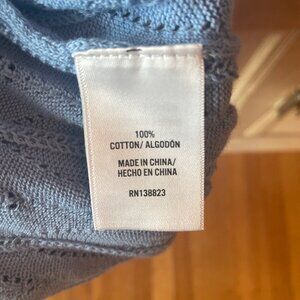 100%
COTTON/ ALGODÓN
MADE IN CHINA/
HECHO EN CHINA
RN138823